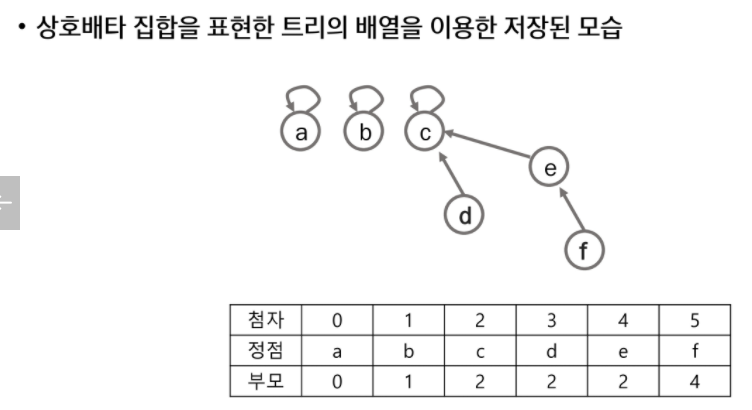 • 상호배타 집합을 표현한 트리의 배열을 이용한 저장된 모습
a b c
e
d
f
첨자 0 1 2 3 4 5
정점 a b c d e f
부모 0 1 2 2 2 4